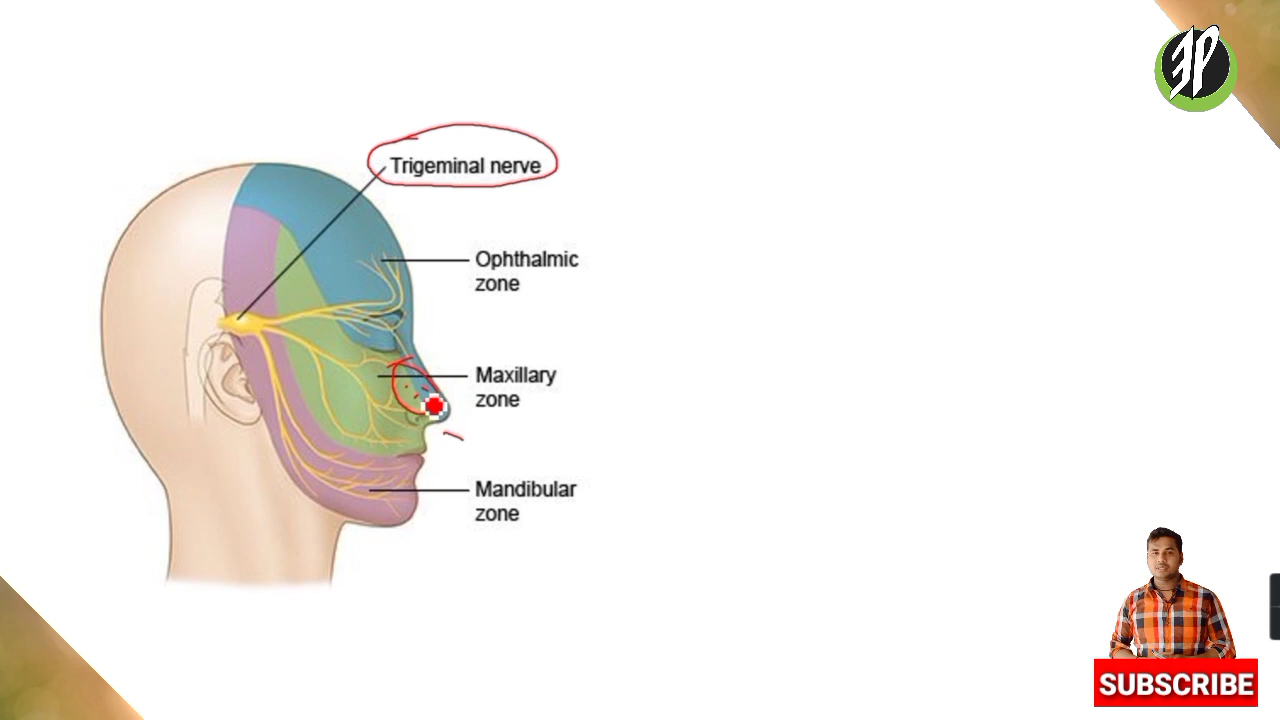 Trigeminal nerve
Ophthalmic
zone
Maxillary
zone
Mandibular
zone
SUBSCRIBE